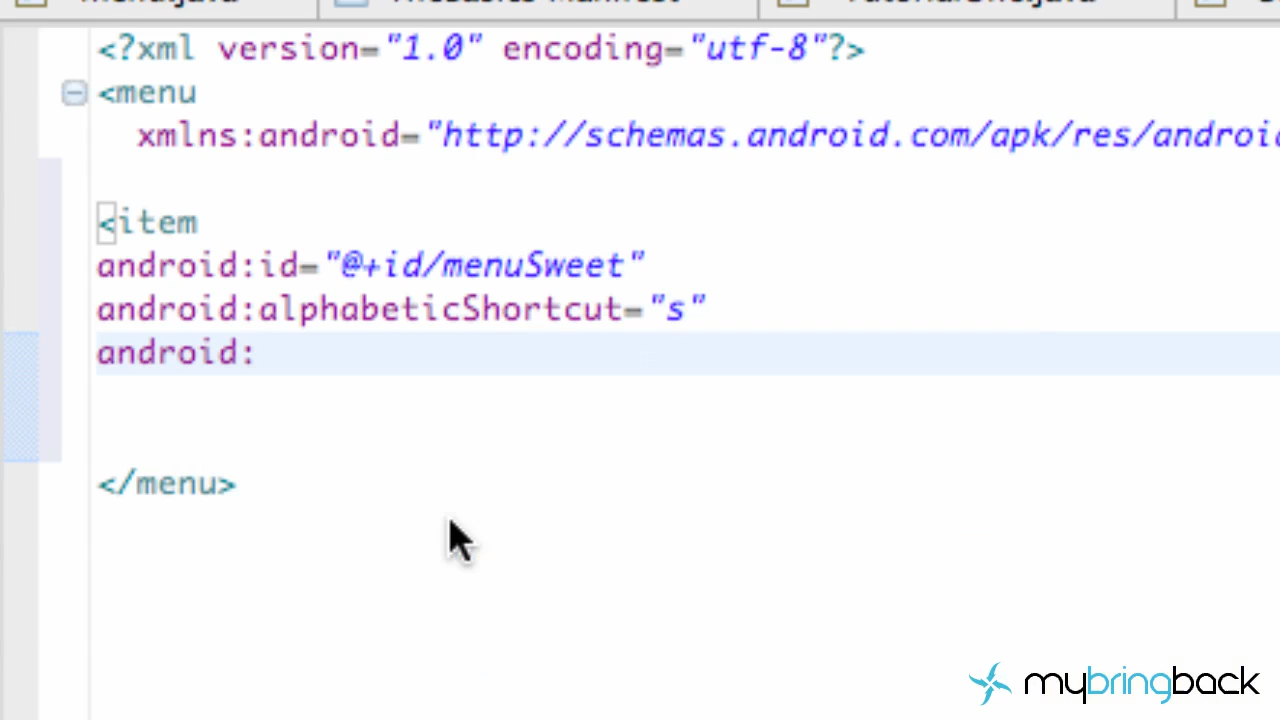 <?xml version="1.0" encoding="utf-8"?>
<menu
xmlns:android="http://schemas.android.com/apk/res/androi
<item
android:id="@+id/menuSweet"
android:alphabeticShortcut="s"
android:
</menu>
mybringback